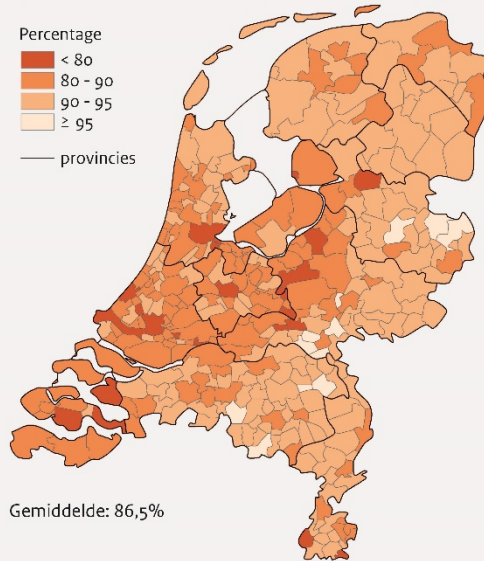 Percentage
< 80
80 - 90
90 - 95
≥ 95
provincies
Gemiddelde: 86,5%